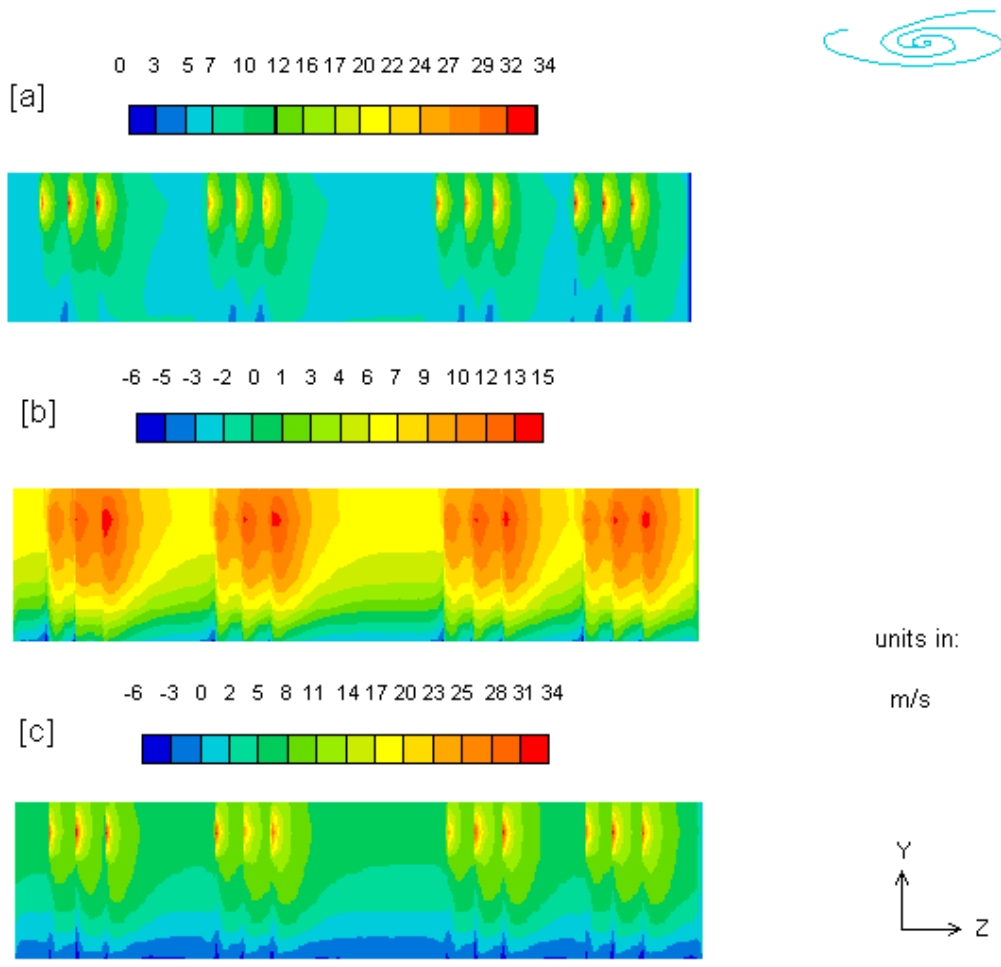 0 3 5 7 10 12 16 17 20 22 24 27 29 32 34
[a]
-6 -5 -3 -2 0 1 3 4 6 7 9 10 12 13 15
[b]
units in:
-6 -3 0 2 5 8 11 14 17 20 23 25 28 31 34
m/s
[c]
Y
Z